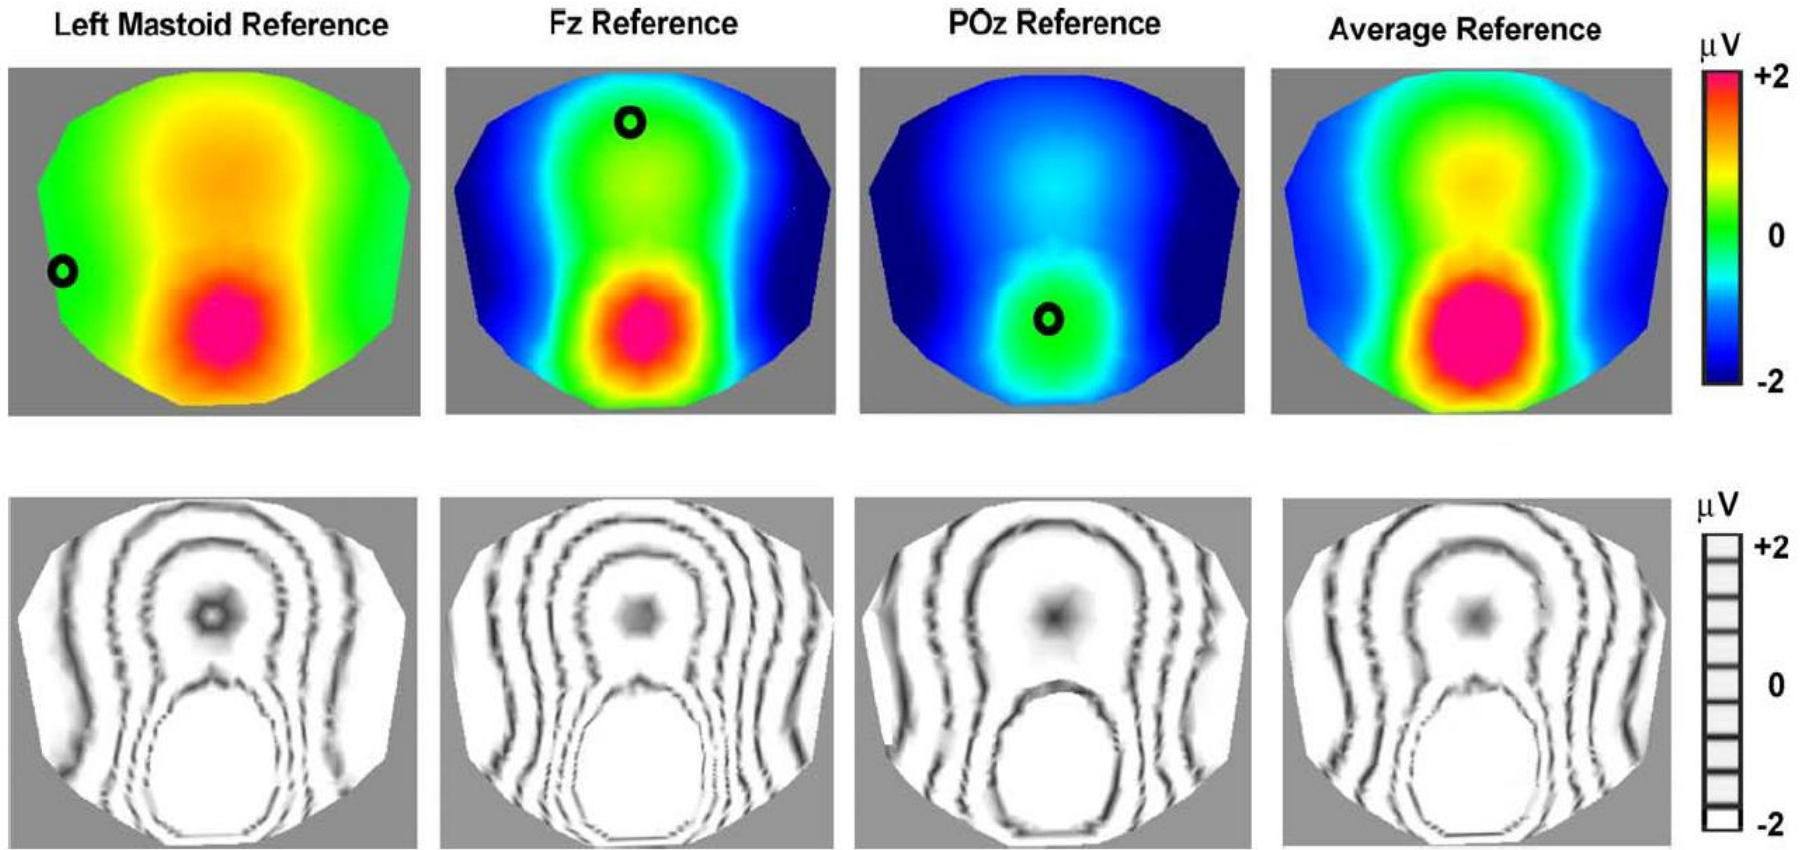 Left Mastoid Reference
Fz Reference
POz Reference
Average Reference
μV
+2
0
-2
μV
+2
0
-2